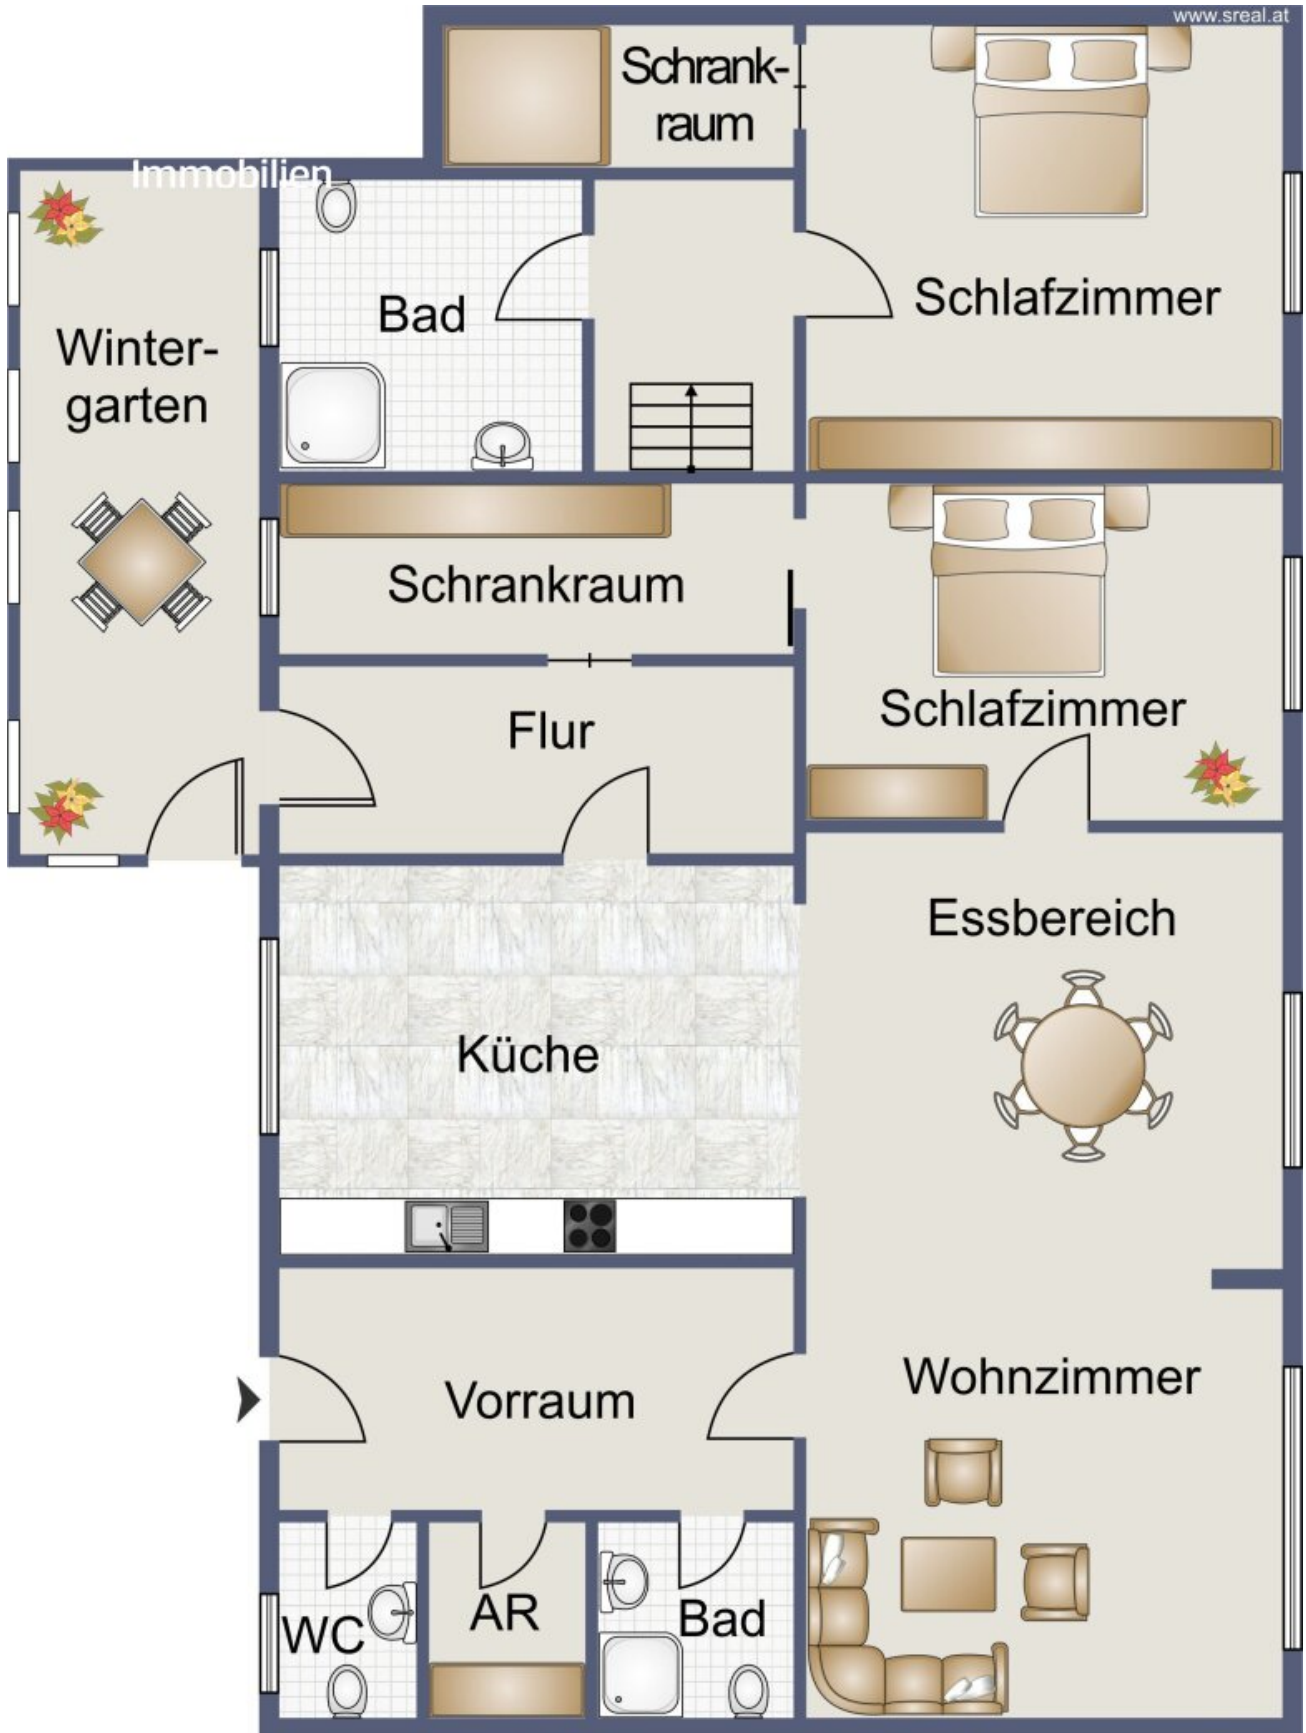 www.sreal.at
Schrank-
raum
Immobilien
Schlafzimmer
Bad
Winter-
garten
Schrankraum
Schlafzimmer
Flur
Essbereich
Küche
Wohnzimmer
Vorraum
WC
AR
Bad